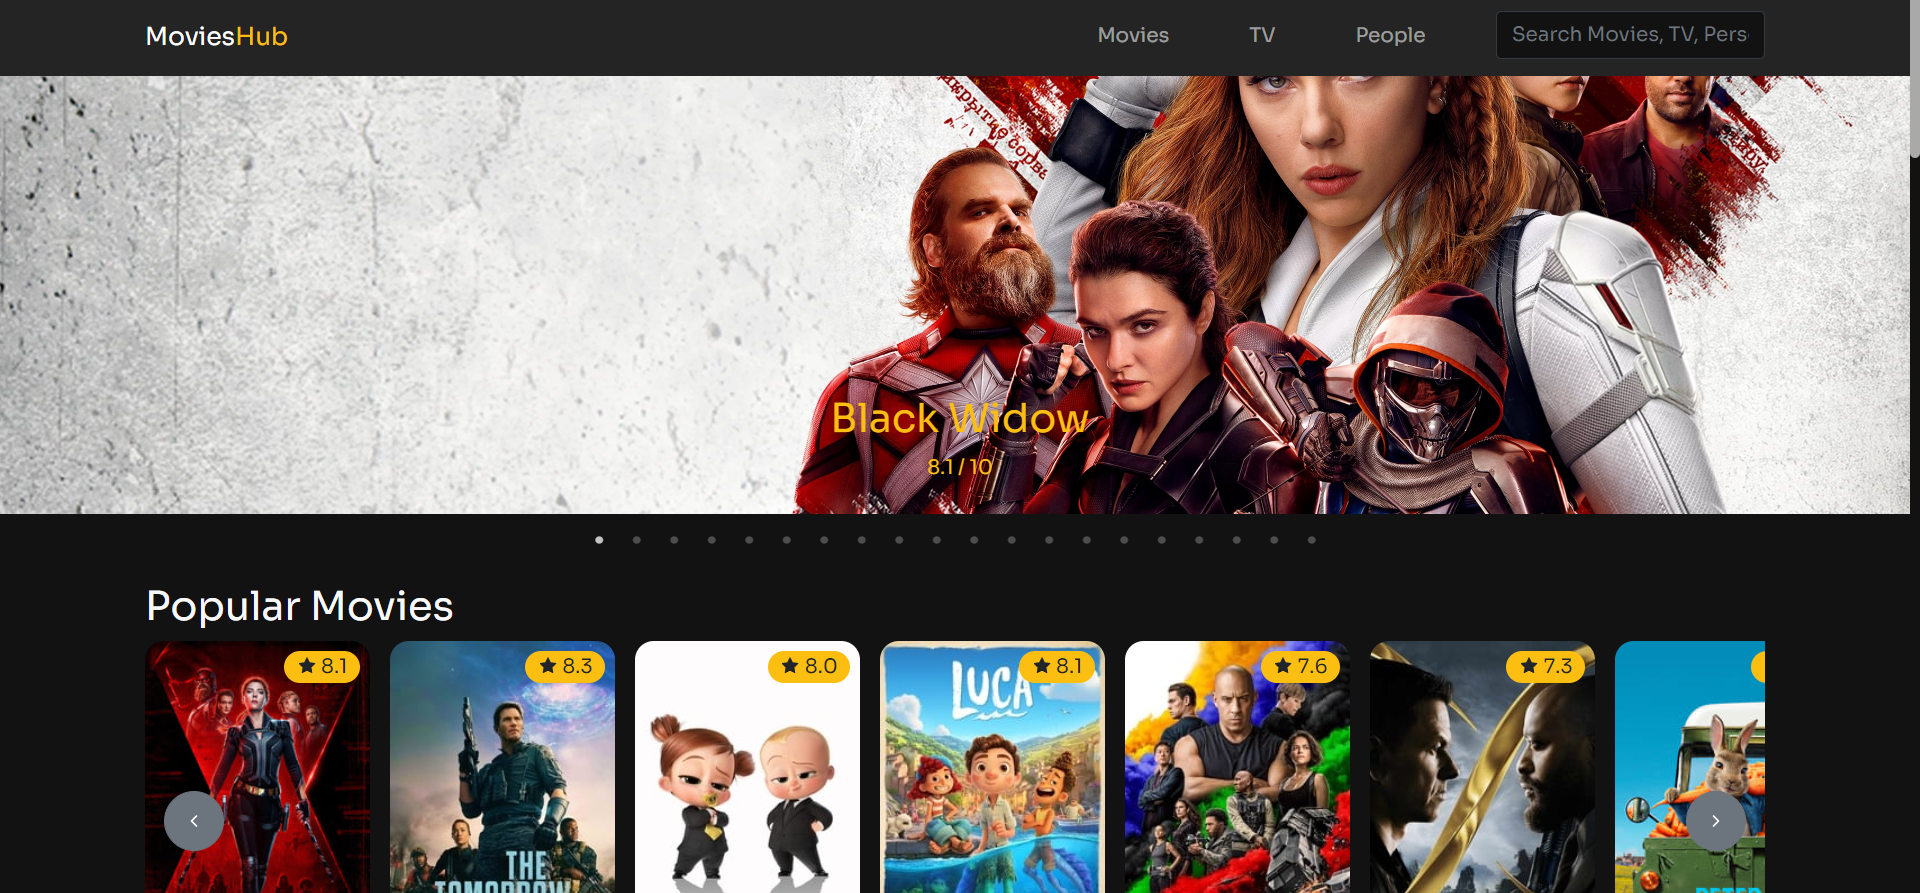 MoviesHub
Movies
TV
People
Search Movies, TV, Pers
Black Widow
8.1 / 10
Popular Movies
8.1
8.3
8.0
8.1
7.6
7.3
LUCA
THE
TOMORROW